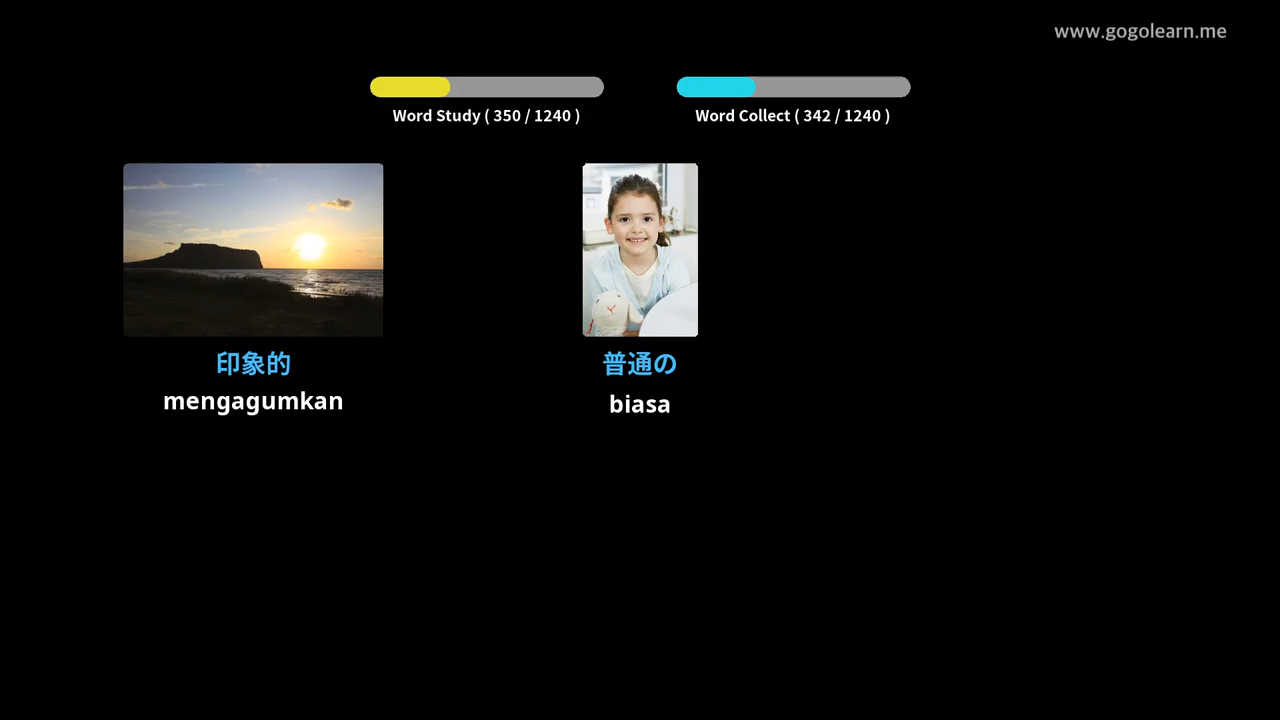 www.gogolearn.me
Word Study ( 350 / 1240 )
Word Collect ( 342 / 1240 )
印象的
mengagumkan
普通の
biasa